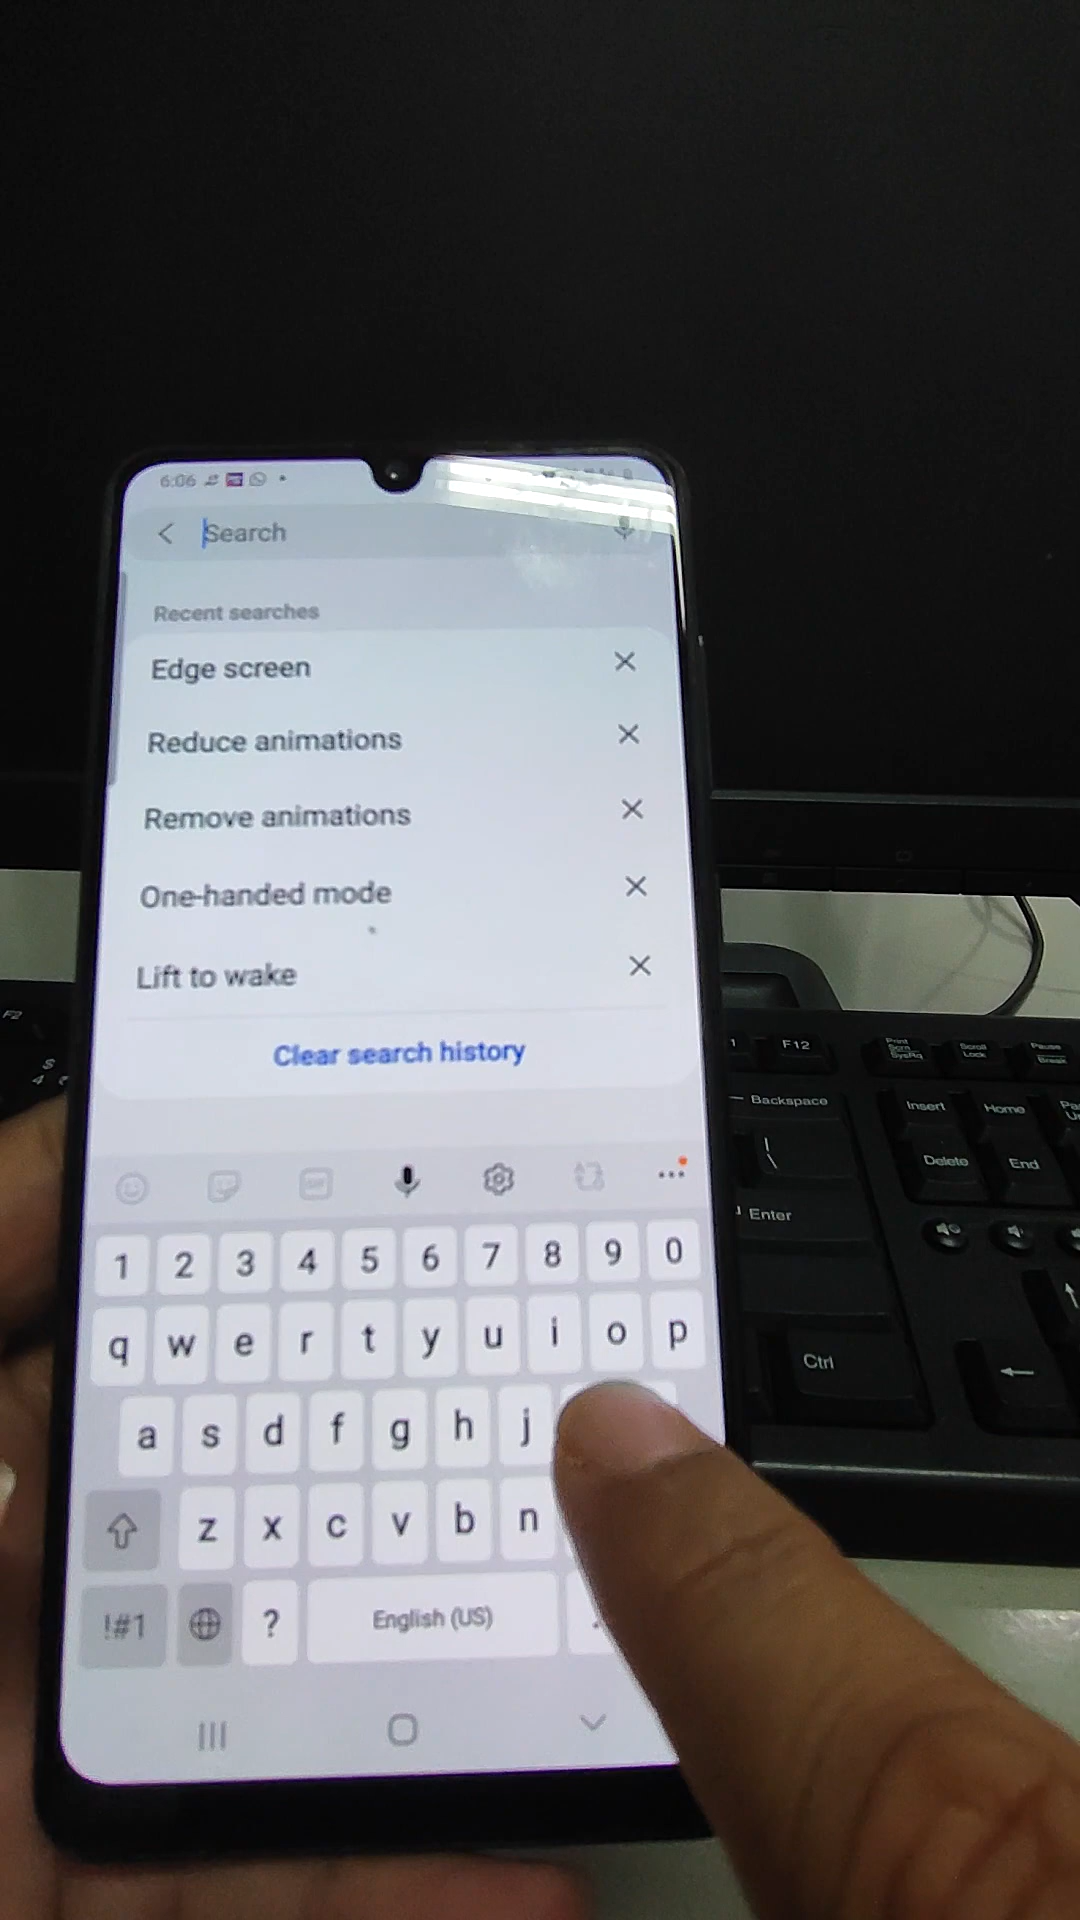 6:06
Search
Recent searches
Edge screen
Reduce animations
Remove animations
One-handed mode
Lift to wake
Clear search history
1 2 3 4 5 6 7 8 9 0
q w e r t y u i o p
a s d f g h j
z x c v b n
!#1 ? English (US) .
F2
S
4
1 F12
Print
Scrn
SysRq
Scroll
Lock
Pause
Break
Backspace
Insert Home
| \
Delete End
Enter
Ctrl